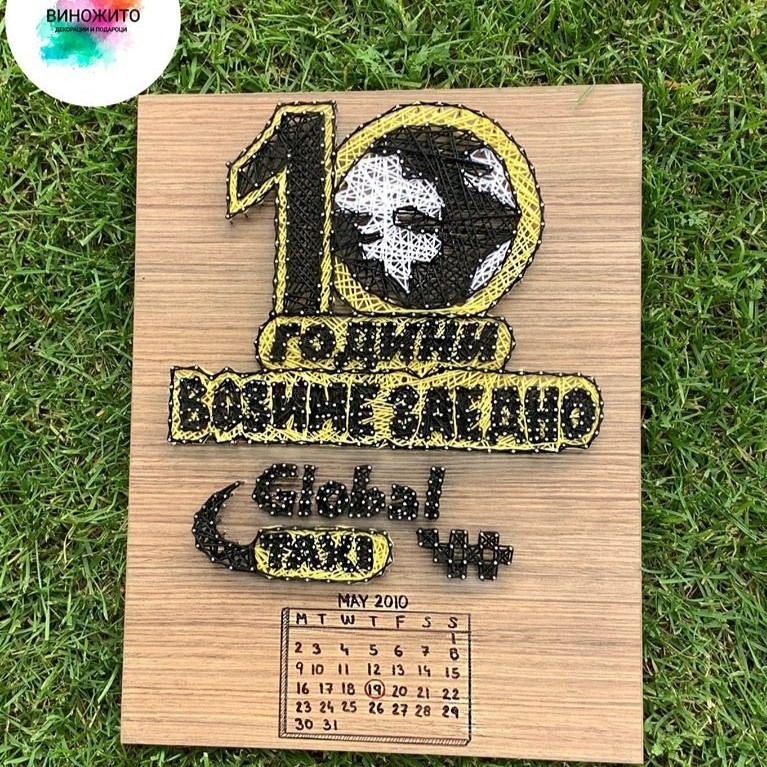 ВИНОЖИТО
ДЕКОРАЦИИ И ПОДАРОЦИ
10
ГОДИНИ
ВОЗИМЕ ЗАЕДНО
Global
TAXI
MAY 2010
M T W T F S S
1
2 3 4 5 6 7 8
9 10 11 12 13 14 15
16 17 18 19 20 21 22
23 24 25 26 27 28 29
30 31